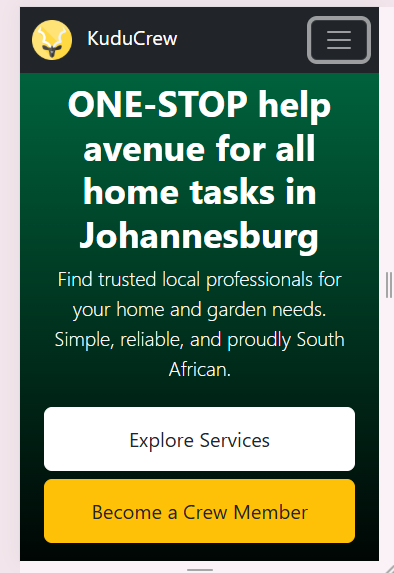 KuduCrew
ONE-STOP help
avenue for all
home tasks in
Johannesburg
Find trusted local professionals for
your home and garden needs.
Simple, reliable, and proudly South
African.
Explore Services
Become a Crew Member